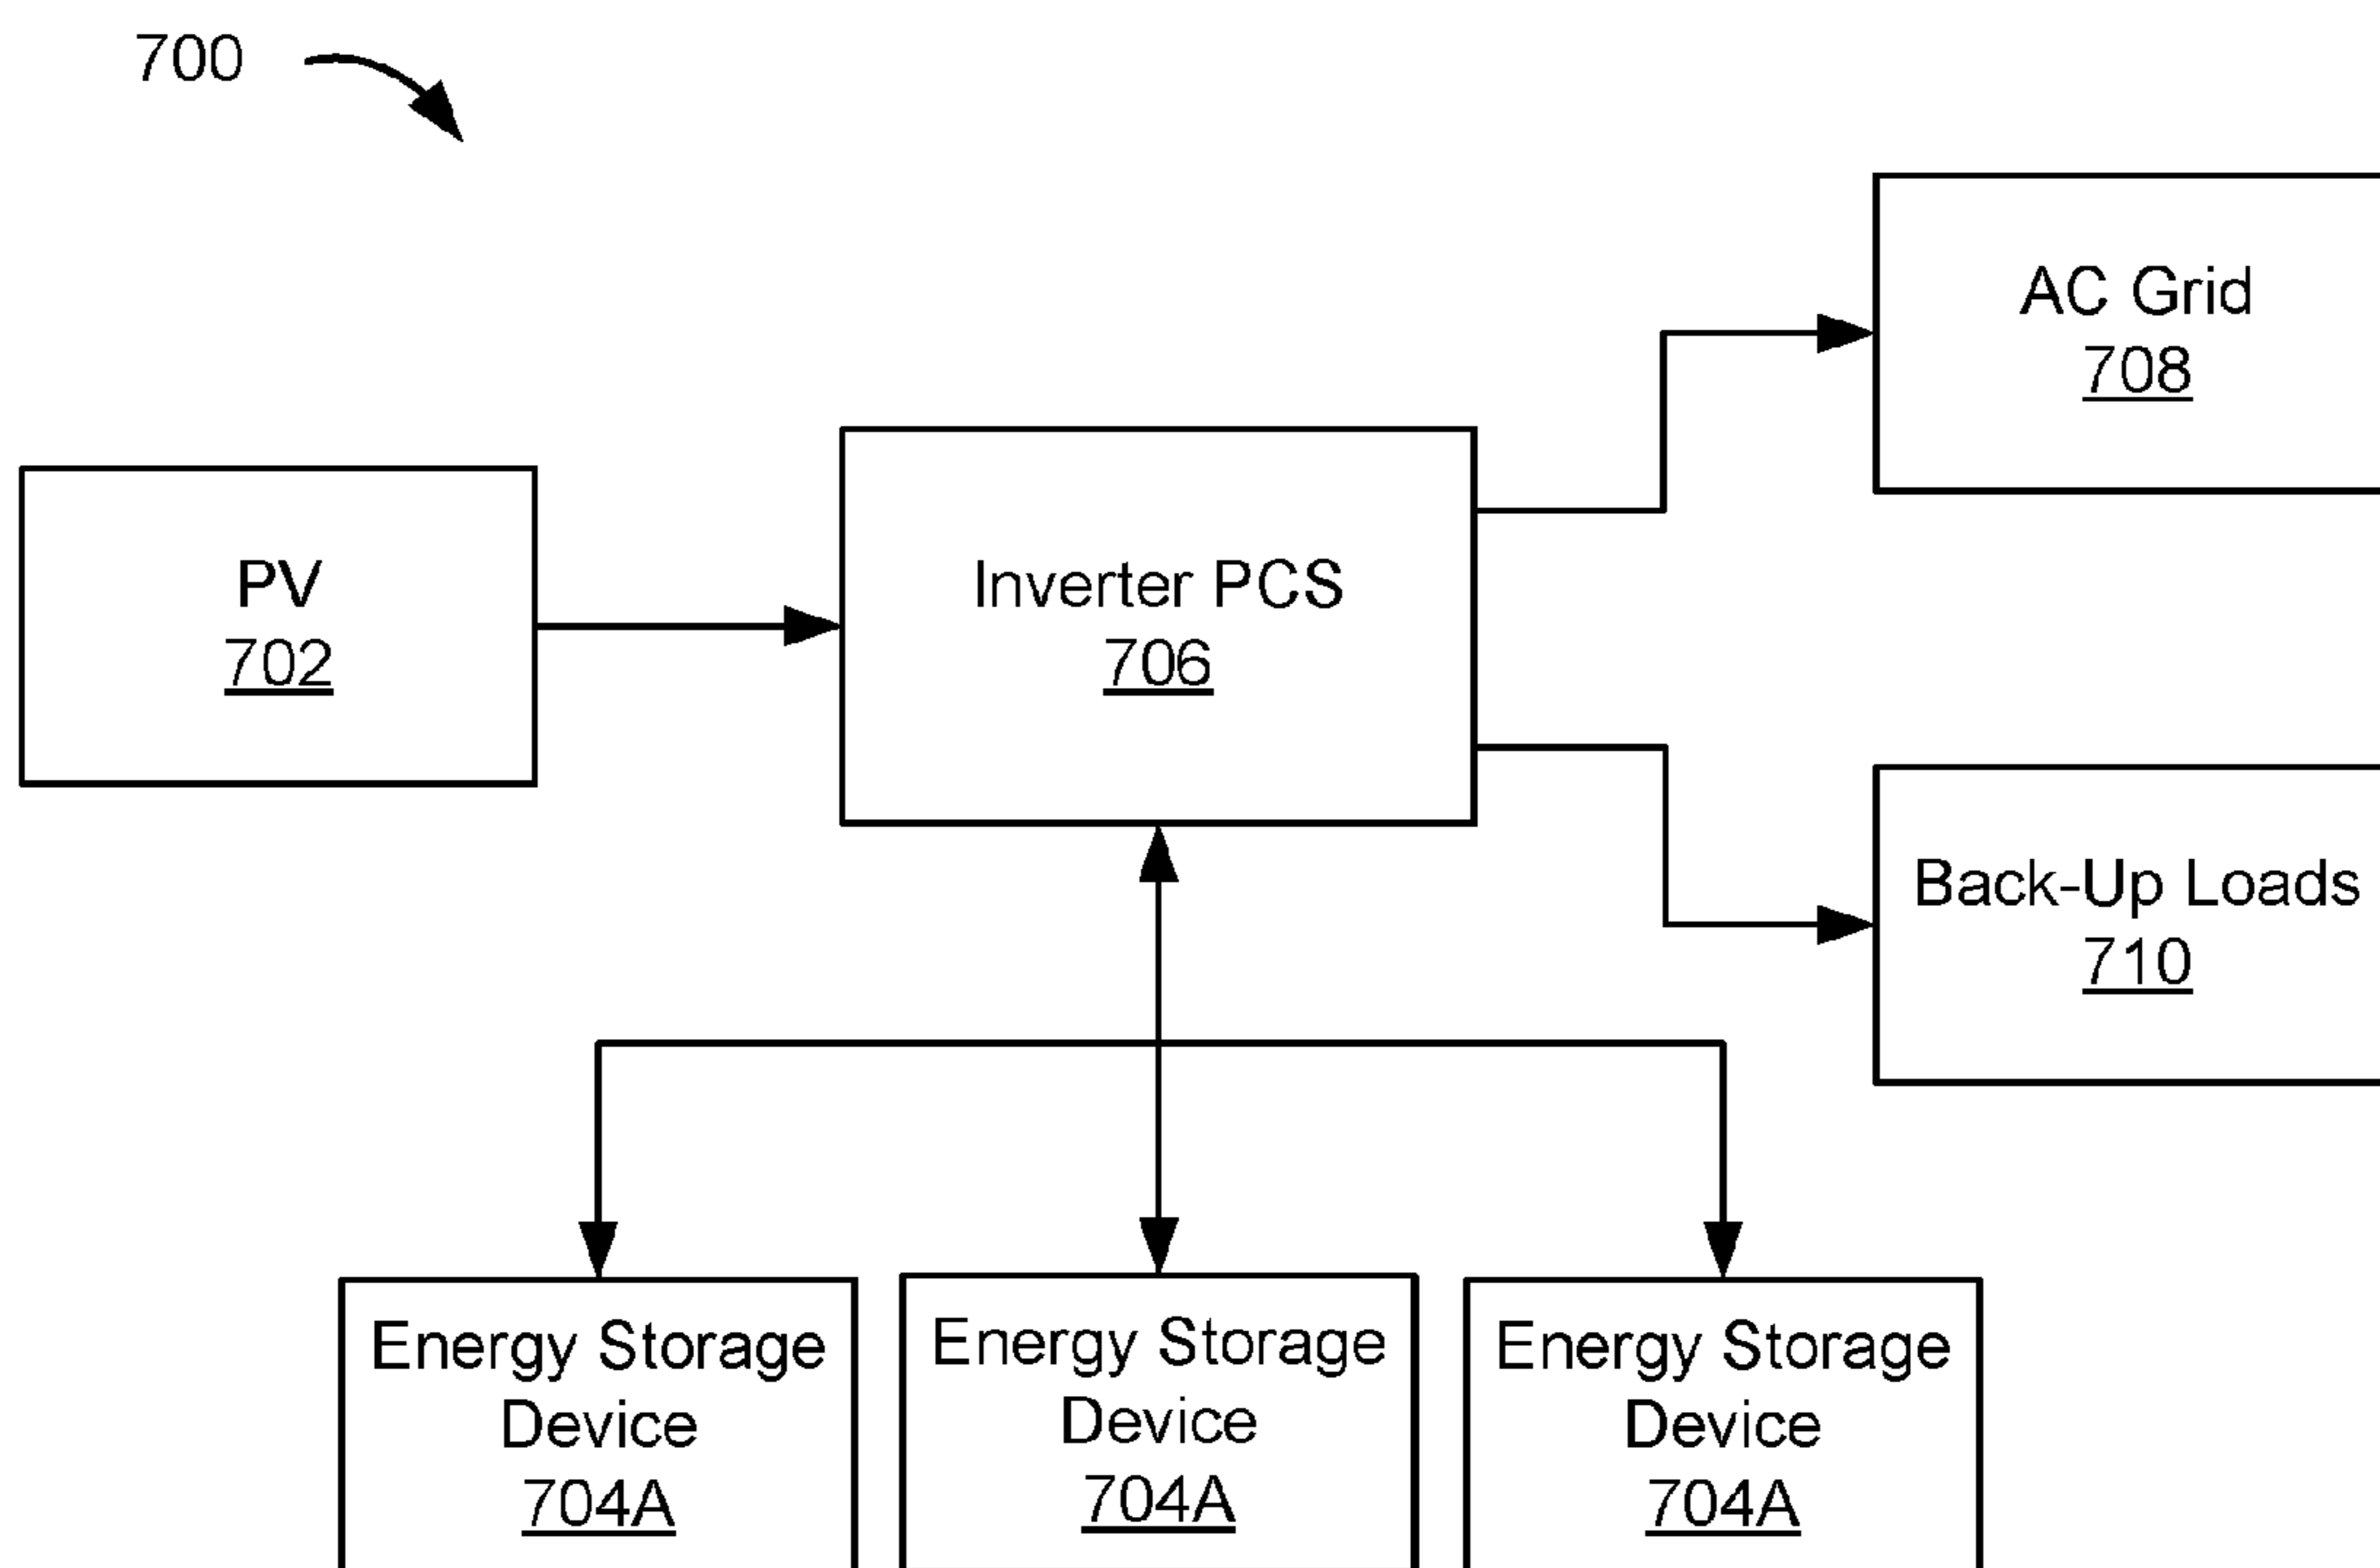 700
AC Grid
708
PV
702
Inverter PCS
706
Back-Up Loads
710
Energy Storage
Device
704A
Energy Storage
Device
704A
Energy Storage
Device
704A